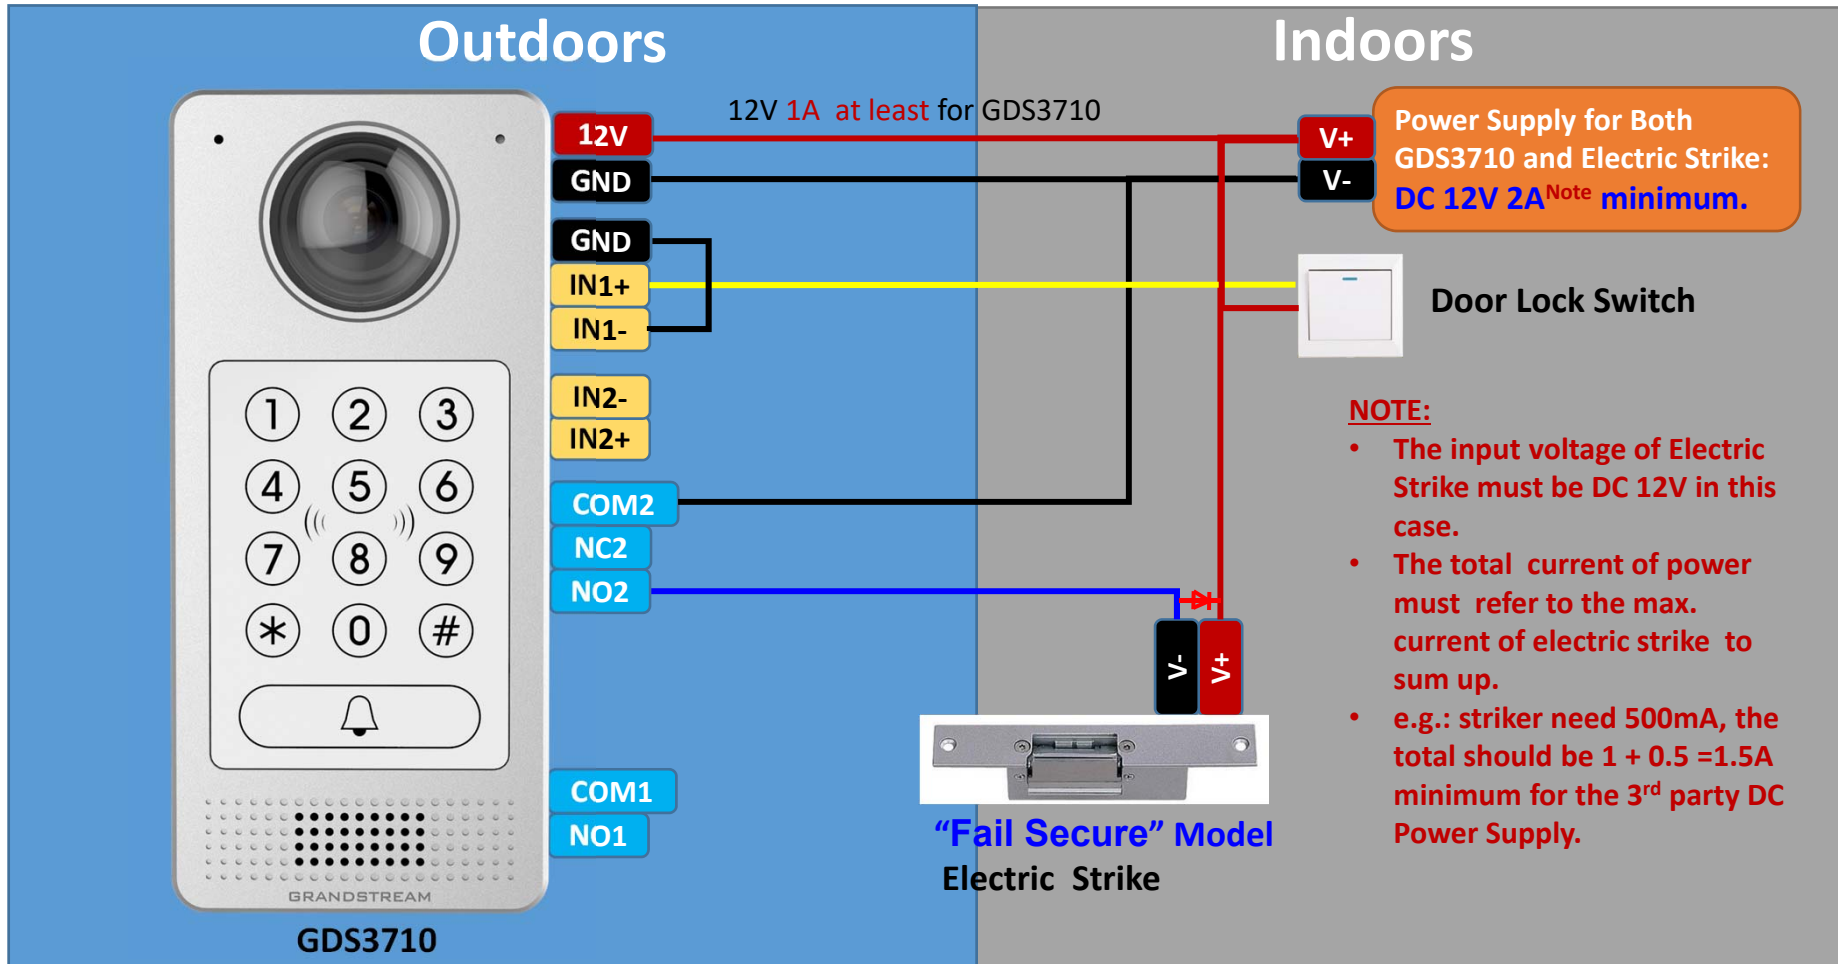 Outdoors
Indoors
12V 1A  at least for GDS3710
12V
GND
GND
IN1+
IN1-
IN2-
IN2+
COM2
NC2
NO2
COM1
NO1
1 2 3
4 5 6
7 8 9
* 0 #
GRANDSTREAM
GDS3710
V+
V-
Power Supply for Both
GDS3710 and Electric Strike:
DC 12V 2A^Note minimum.
Door Lock Switch
V-
V+
“Fail Secure” Model
Electric  Strike
NOTE:
• The input voltage of Electric
Strike must be DC 12V in this
case.
• The total  current of power
must  refer to the max.
current of electric strike  to
sum up.
• e.g.: striker need 500mA, the
total should be 1 + 0.5 =1.5A
minimum for the 3rd party DC
Power Supply.